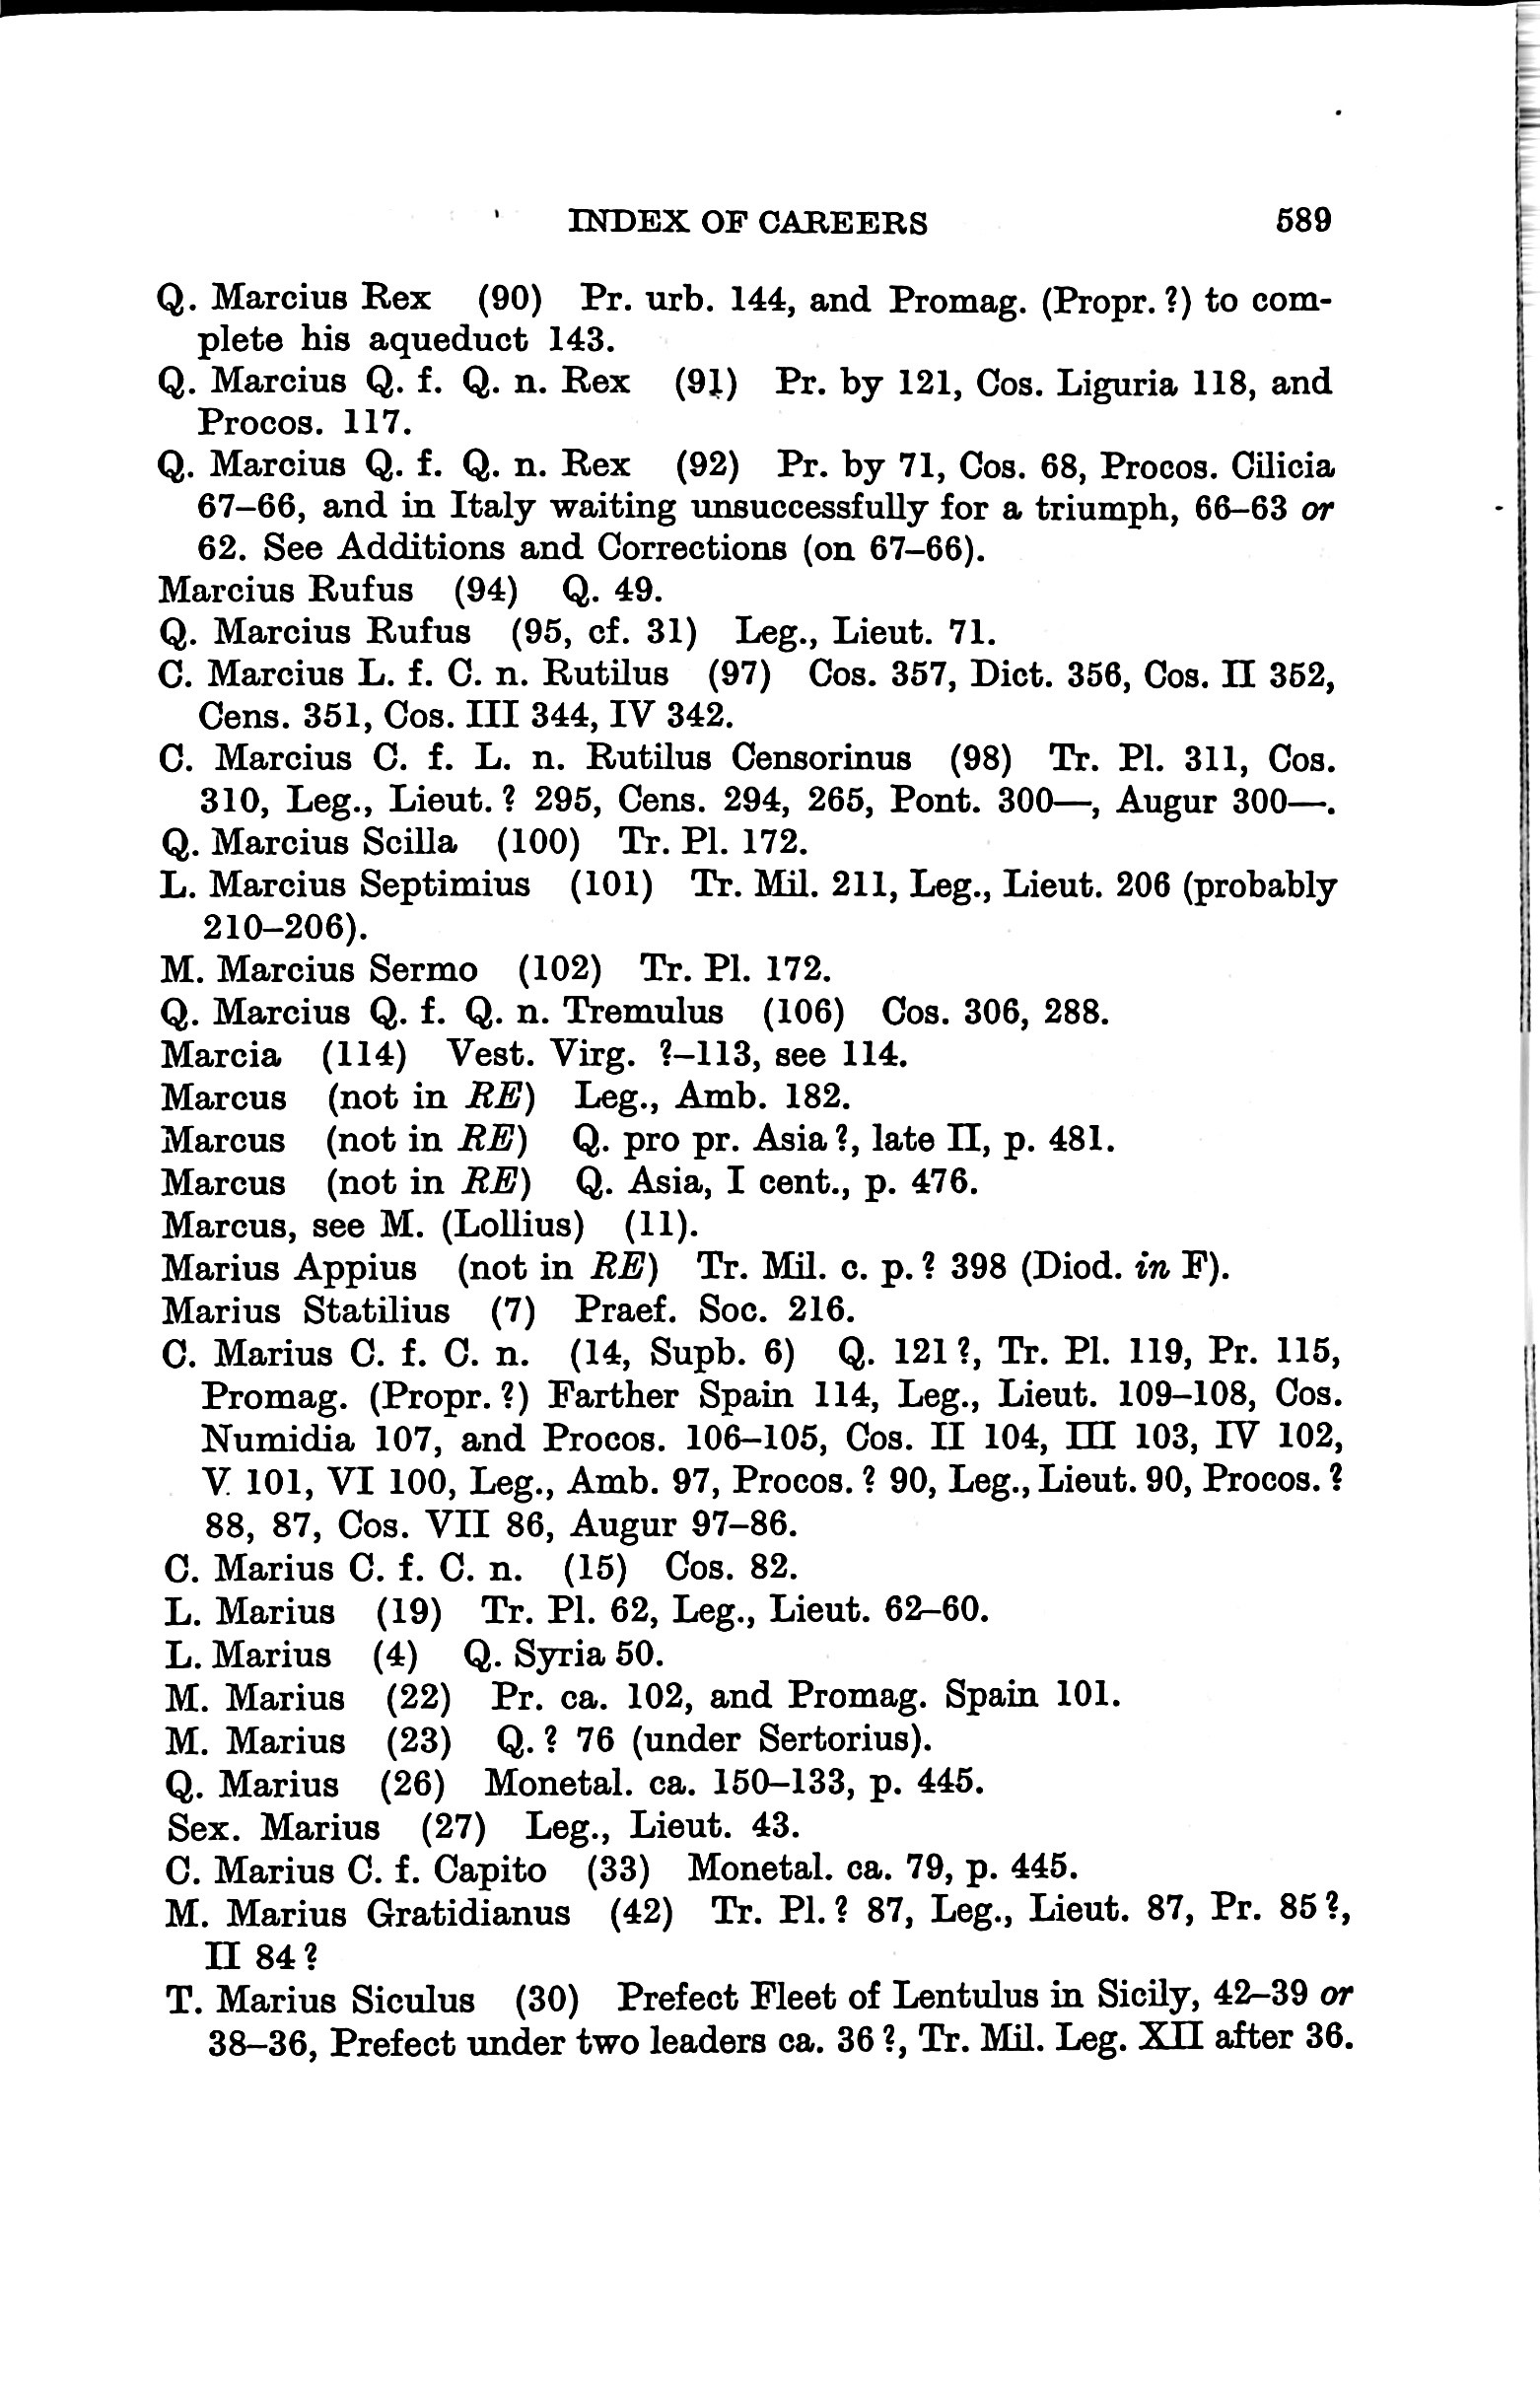 INDEX OF CAREERS 589
Q. Marcius Rex (90) Pr. urb. 144, and Promag. (Propr. ?) to com-
plete his aqueduct 143.
Q. Marcius Q. f. Q. n. Rex (91) Pr. by 121, Cos. Liguria 118, and
Procos. 117.
Q. Marcius Q. f. Q. n. Rex (92) Pr. by 71, Cos. 68, Procos. Cilicia
67–66, and in Italy waiting unsuccessfully for a triumph, 66–63 or
62. See Additions and Corrections (on 67–66).
Marcius Rufus (94) Q. 49.
Q. Marcius Rufus (95, cf. 31) Leg., Lieut. 71.
C. Marcius L. f. C. n. Rutilus (97) Cos. 357, Dict. 356, Cos. II 352,
Cens. 351, Cos. III 344, IV 342.
C. Marcius C. f. L. n. Rutilus Censorinus (98) Tr. Pl. 311, Cos.
310, Leg., Lieut. ? 295, Cens. 294, 265, Pont. 300—, Augur 300—.
Q. Marcius Scilla (100) Tr. Pl. 172.
L. Marcius Septimius (101) Tr. Mil. 211, Leg., Lieut. 206 (probably
210–206).
M. Marcius Sermo (102) Tr. Pl. 172.
Q. Marcius Q. f. Q. n. Tremulus (106) Cos. 306, 288.
Marcia (114) Vest. Virg. ?–113, see 114.
Marcus (not in RE) Leg., Amb. 182.
Marcus (not in RE) Q. pro pr. Asia ?, late II, p. 481.
Marcus (not in RE) Q. Asia, I cent., p. 476.
Marcus, see M. (Lollius) (11).
Marius Appius (not in RE) Tr. Mil. c. p. ? 398 (Diod. in F).
Marius Statilius (7) Praef. Soc. 216.
C. Marius C. f. C. n. (14, Supb. 6) Q. 121 ?, Tr. Pl. 119, Pr. 115,
Promag. (Propr. ?) Farther Spain 114, Leg., Lieut. 109–108, Cos.
Numidia 107, and Procos. 106–105, Cos. II 104, III 103, IV 102,
V. 101, VI 100, Leg., Amb. 97, Procos. ? 90, Leg., Lieut. 90, Procos. ?
88, 87, Cos. VII 86, Augur 97–86.
C. Marius C. f. C. n. (15) Cos. 82.
L. Marius (19) Tr. Pl. 62, Leg., Lieut. 62–60.
L. Marius (4) Q. Syria 50.
M. Marius (22) Pr. ca. 102, and Promag. Spain 101.
M. Marius (23) Q. ? 76 (under Sertorius).
Q. Marius (26) Monetal. ca. 150–133, p. 445.
Sex. Marius (27) Leg., Lieut. 43.
C. Marius C. f. Capito (33) Monetal. ca. 79, p. 445.
M. Marius Gratidianus (42) Tr. Pl. ? 87, Leg., Lieut. 87, Pr. 85 ?,
II 84 ?
T. Marius Siculus (30) Prefect Fleet of Lentulus in Sicily, 42–39 or
38–36, Prefect under two leaders ca. 36 ?, Tr. Mil. Leg. XII after 36.